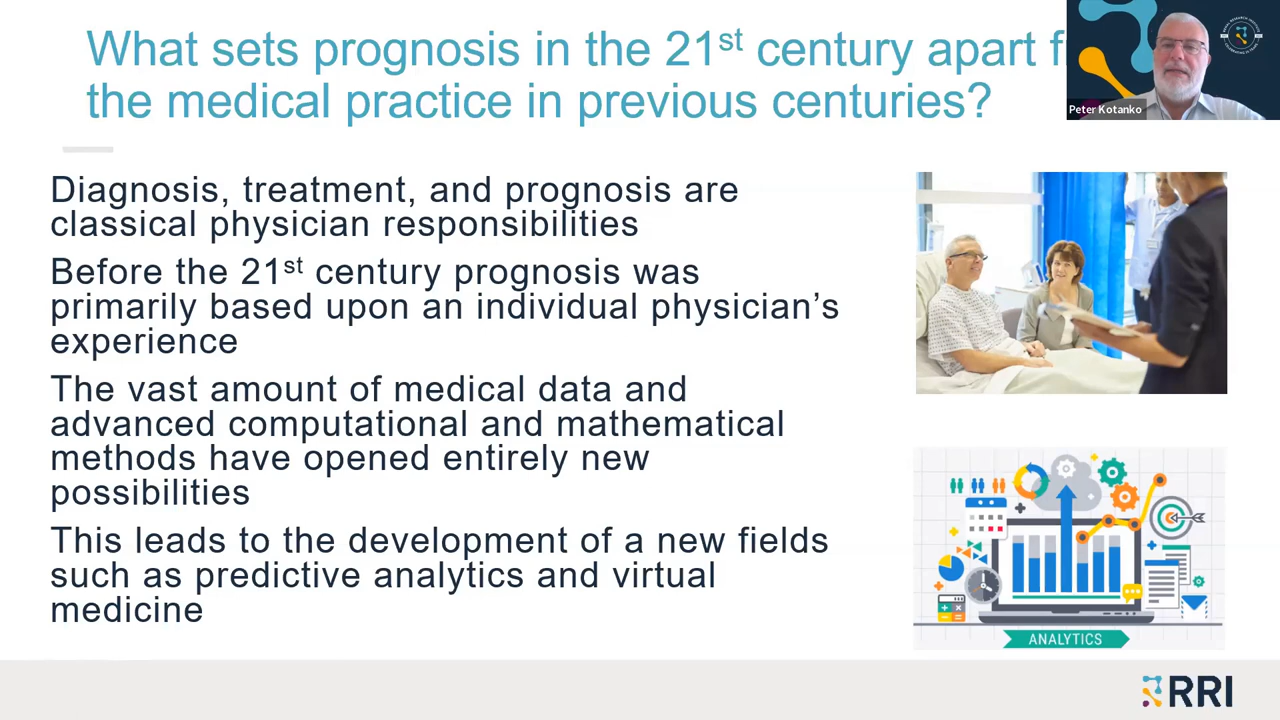 What sets prognosis in the 21st century apart
the medical practice in previous centuries?
Peter Kotanko
Diagnosis, treatment, and prognosis are
classical physician responsibilities
Before the 21st century prognosis was
primarily based upon an individual physician's
experience
The vast amount of medical data and
advanced computational and mathematical
methods have opened entirely new
possibilities
This leads to the development of a new fields
such as predictive analytics and virtual
medicine
ANALYTICS
RRI